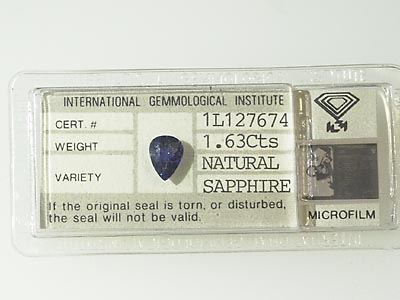 INTERNATIONAL GEMMOLOGICAL INSTITUTE
CERT. # 1L127674
WEIGHT 1.63Cts
VARIETY NATURAL
SAPPHIRE
If the original seal is torn, or disturbed,
the seal will not be valid.
MICROFILM